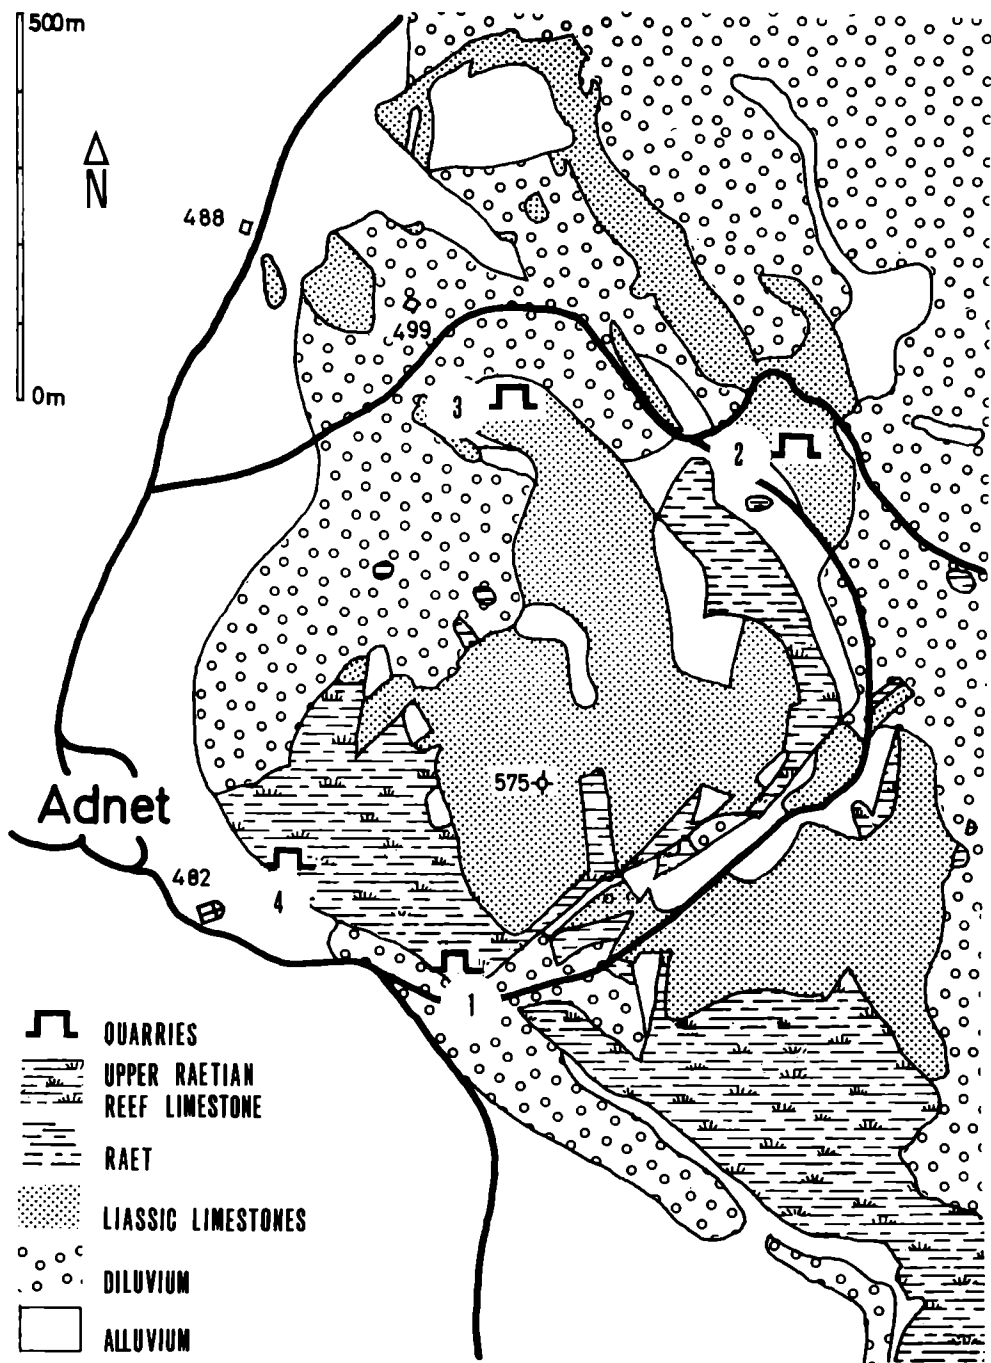 500m
N
488
499
0m
3
2
575
Adnet
482
4
1
QUARRIES
UPPER RAETIAN
REEF LIMESTONE
RAET
LIASSIC LIMESTONES
DILUVIUM
ALLUVIUM